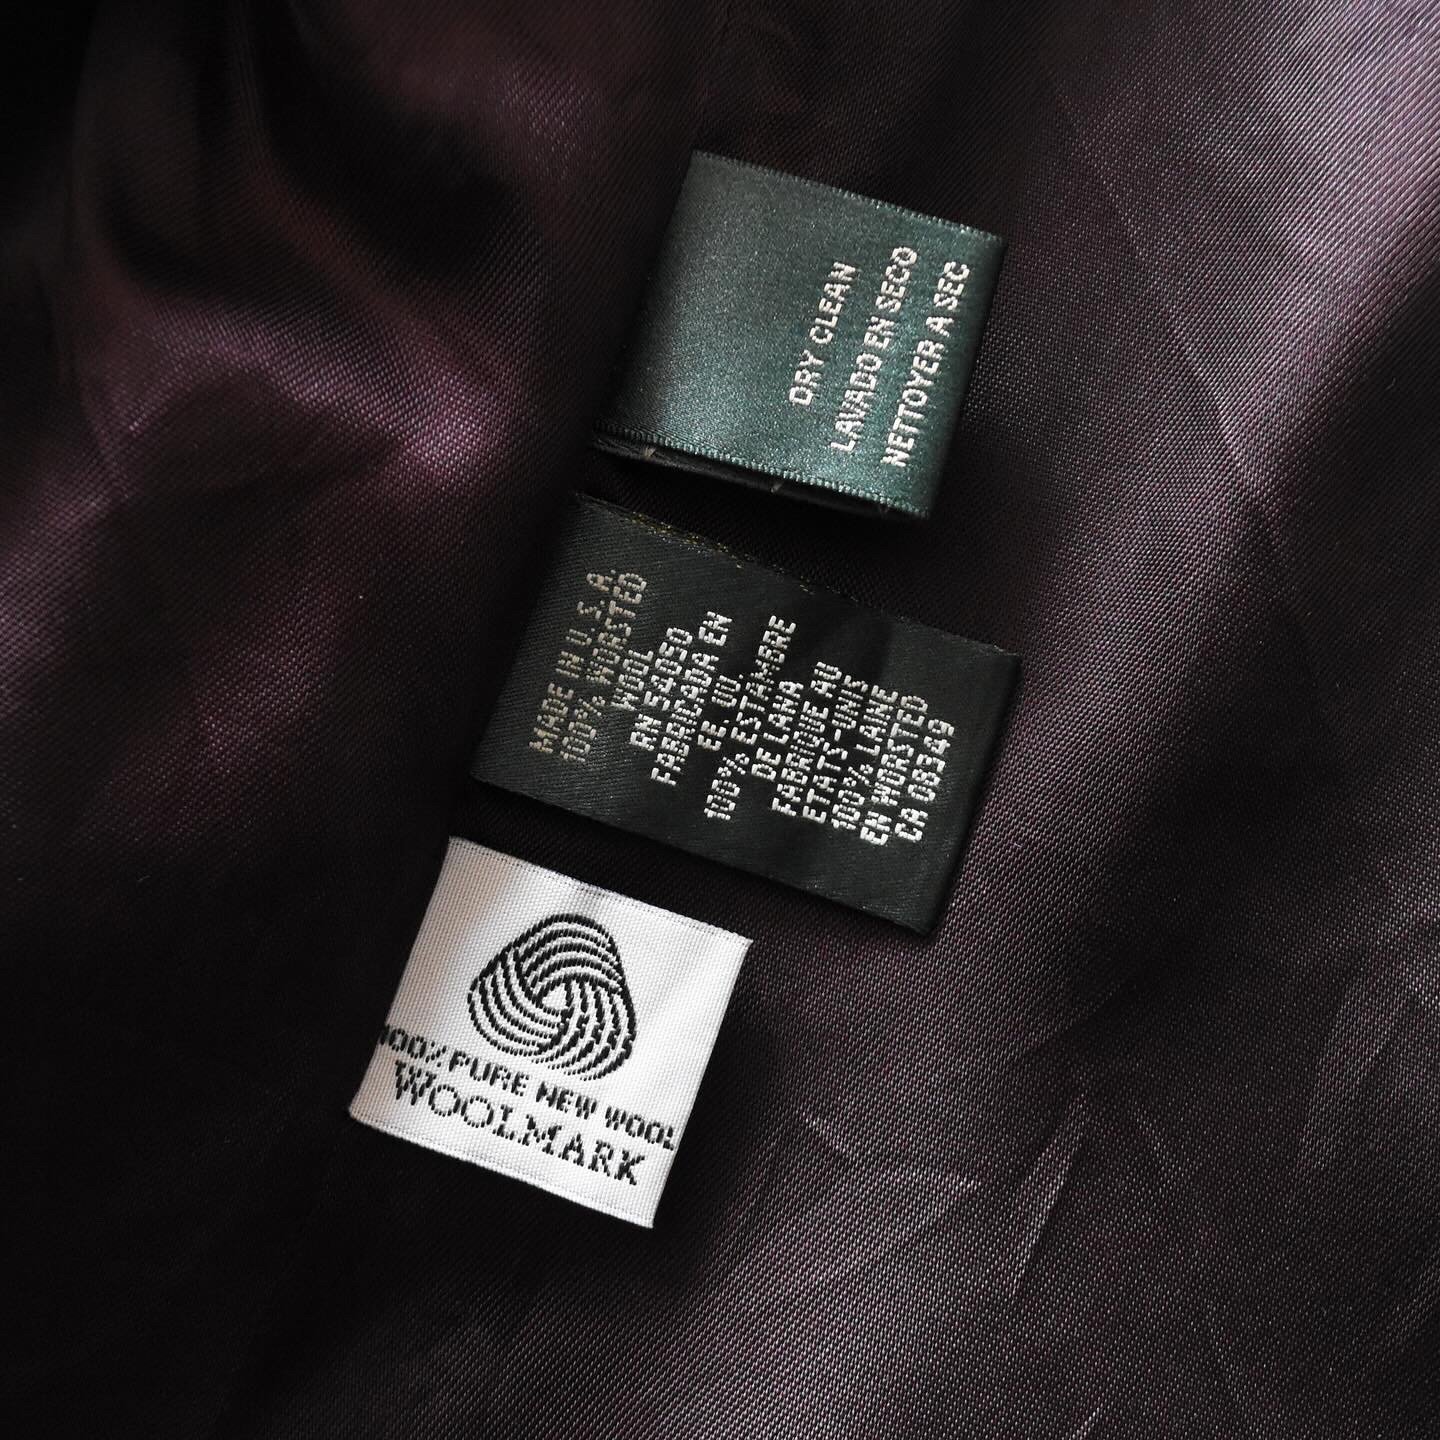 DRY CLEAN
LAVADO EN SECO
NETTOYER A SEC
MADE IN U.S.A.
100% WORSTED
WOOL
RN 54050
FABRICADA EN
EE.UU
100% ESTAMBRE
DE LANA
FABRIQUE AU
ETATS-UNIS
100% LAINE
EN WORSTED
CA 08349
100% PURE NEW WOOL
WOOLMARK